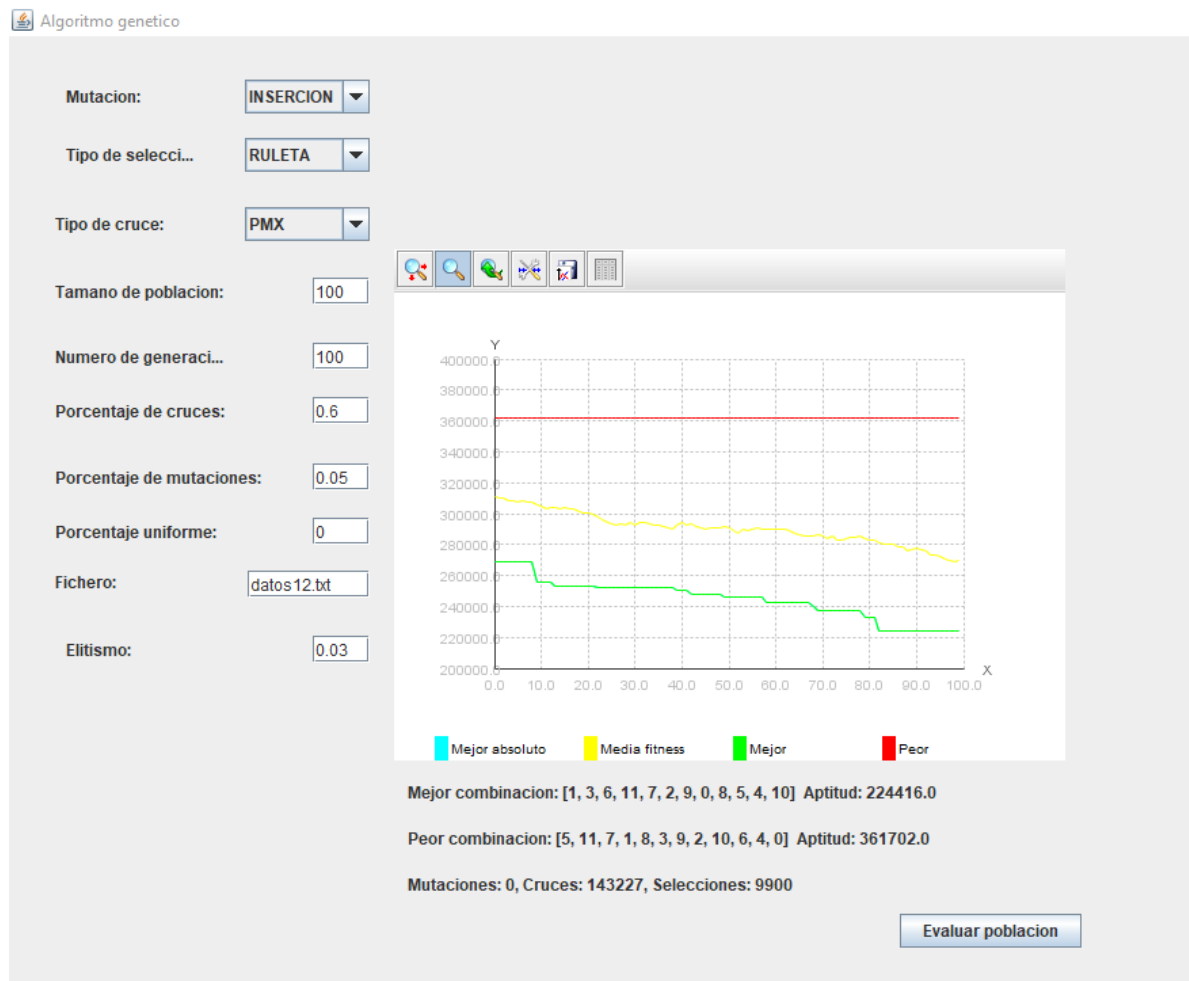 Algoritmo genetico
Mutacion: INSERCION
Tipo de selecci... RULETA
Tipo de cruce: PMX
Tamano de poblacion: 100
Numero de generaci... 100
Porcentaje de cruces: 0.6
Porcentaje de mutaciones: 0.05
Porcentaje uniforme: 0
Fichero: datos12.txt
Elitismo: 0.03
Y
400000.0
380000.0
360000.0
340000.0
320000.0
300000.0
280000.0
260000.0
240000.0
220000.0
200000.0
X
0.0 10.0 20.0 30.0 40.0 50.0 60.0 70.0 80.0 90.0 100.0
Mejor absoluto Media fitness Mejor Peor
Mejor combinacion: [1, 3, 6, 11, 7, 2, 9, 0, 8, 5, 4, 10] Aptitud: 224416.0
Peor combinacion: [5, 11, 7, 1, 8, 3, 9, 2, 10, 6, 4, 0] Aptitud: 361702.0
Mutaciones: 0, Cruces: 143227, Selecciones: 9900
Evaluar poblacion